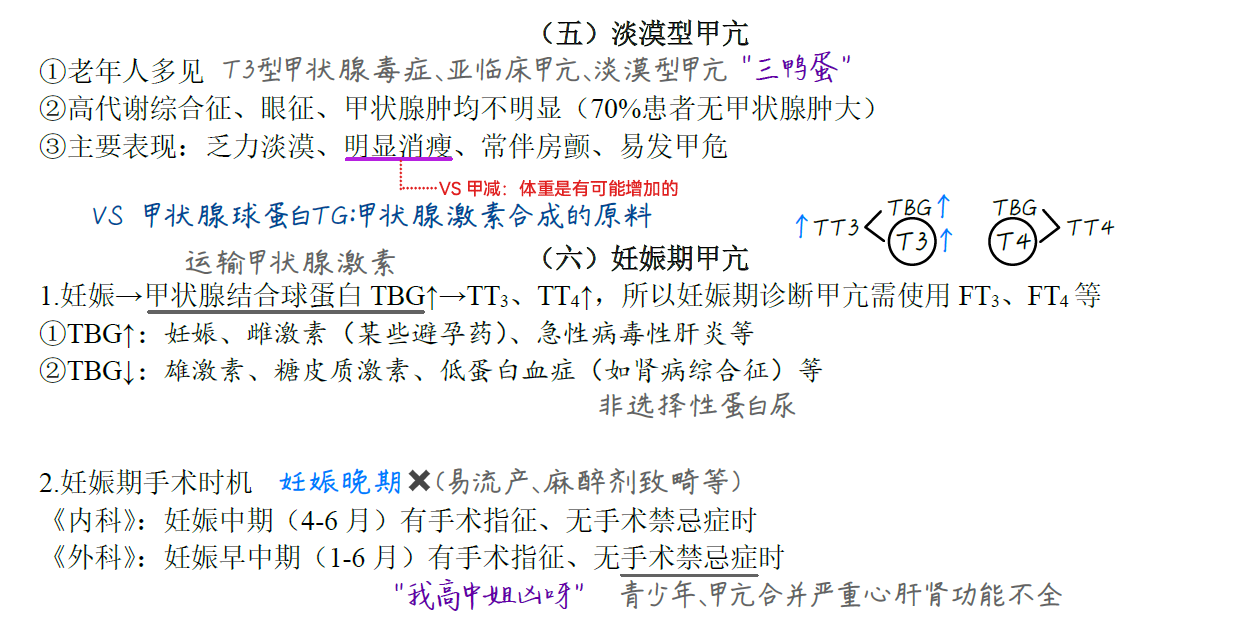 （五）淡漠型甲亢
①老年人多见 T3型甲状腺毒症、亚临床甲亢、淡漠型甲亢 "三鸭蛋"
②高代谢综合征、眼征、甲状腺肿均不明显（70%患者无甲状腺肿大）
③主要表现：乏力淡漠、明显消瘦、常伴房颤、易发甲危
VS 甲减：体重是有可能增加的
VS 甲状腺球蛋白TG:甲状腺激素合成的原料
↑TT3 < TBG↑ T3↑ TBG T4 > TT4
运输甲状腺激素
（六）妊娠期甲亢
1.妊娠→甲状腺结合球蛋白 TBG↑→TT₃、TT₄↑，所以妊娠期诊断甲亢需使用 FT₃、FT₄ 等
①TBG↑：妊娠、雌激素（某些避孕药）、急性病毒性肝炎等
②TBG↓：雄激素、糖皮质激素、低蛋白血症（如肾病综合征）等
非选择性蛋白尿
2.妊娠期手术时机 妊娠晚期✖(易流产、麻醉剂致畸等)
《内科》：妊娠中期（4-6 月）有手术指征、无手术禁忌症时
《外科》：妊娠早中期（1-6 月）有手术指征、无手术禁忌症时
"我高中姐凶呀" 青少年、甲亢合并严重心肝肾功能不全